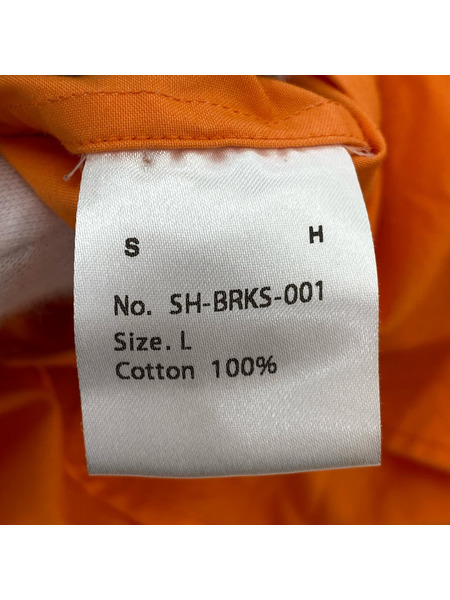 S H
No. SH-BRKS-001
Size. L
Cotton 100%